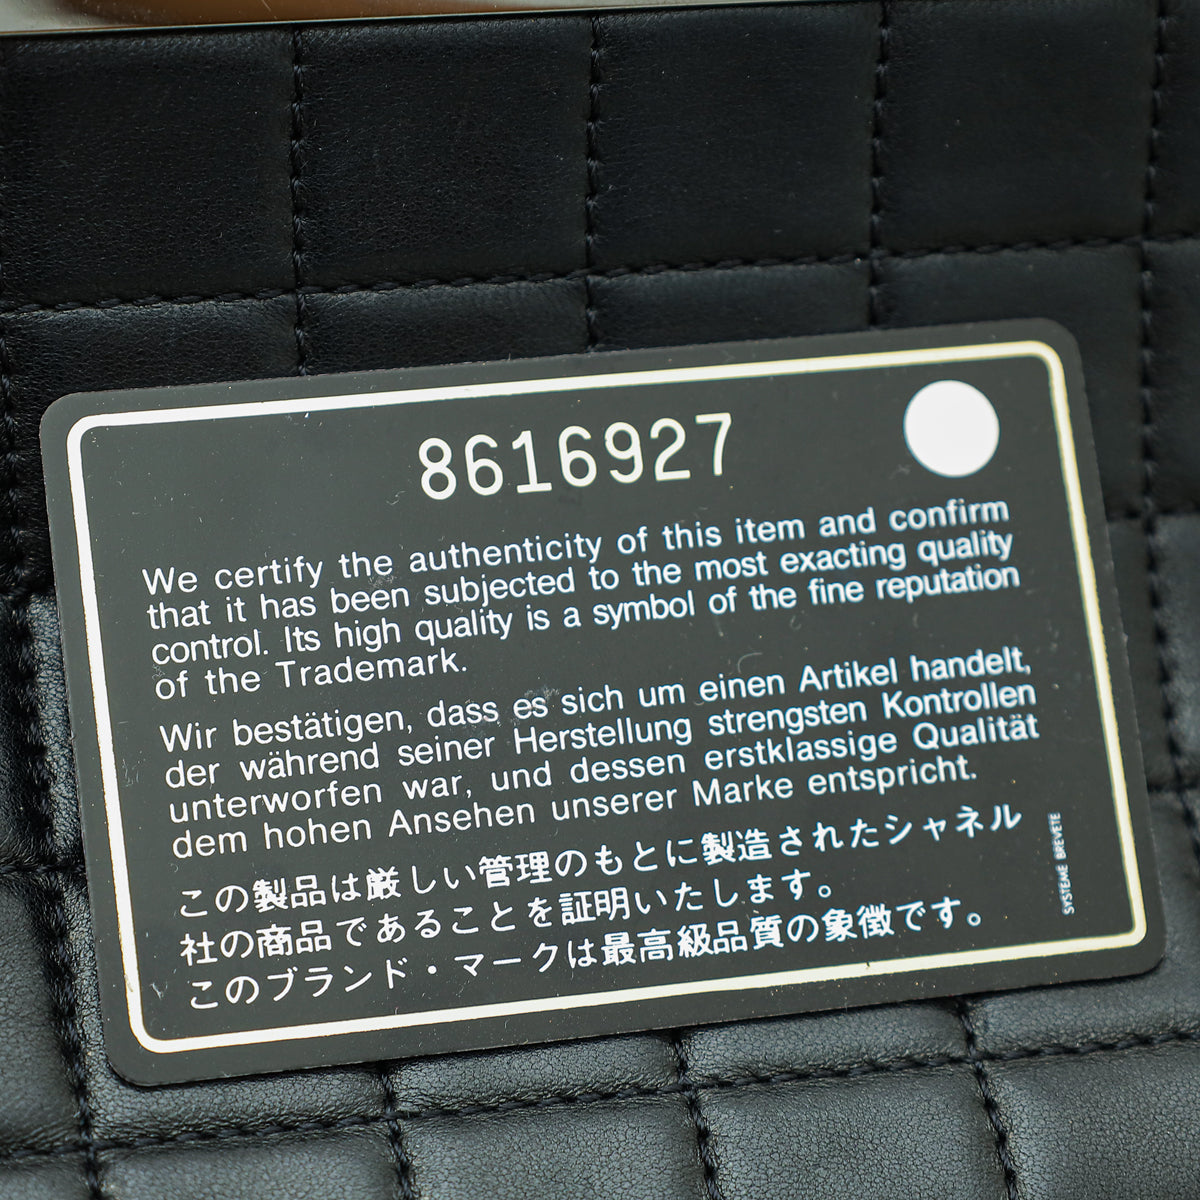 8616927
We certify the authenticity of this item and confirm
that it has been subjected to the most exacting quality
control. Its high quality is a symbol of the fine reputation
of the Trademark.
Wir bestätigen, dass es sich um einen Artikel handelt,
der während seiner Herstellung strengsten Kontrollen
unterworfen war, und dessen erstklassige Qualität
dem hohen Ansehen unserer Marke entspricht.
この製品は厳しい管理のもとに製造されたシャネル
社の商品であることを証明いたします。
このブランド・マークは最高級品質の象徴です。
SYSTEME BREVETE